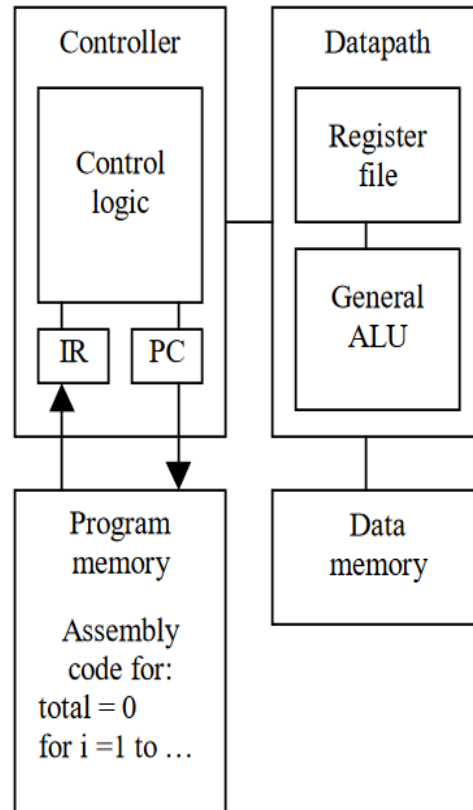 Controller
Control
logic
IR
PC
Program
memory
Assembly
code for:
total = 0
for i =1 to …
Datapath
Register
file
General
ALU
Data
memory